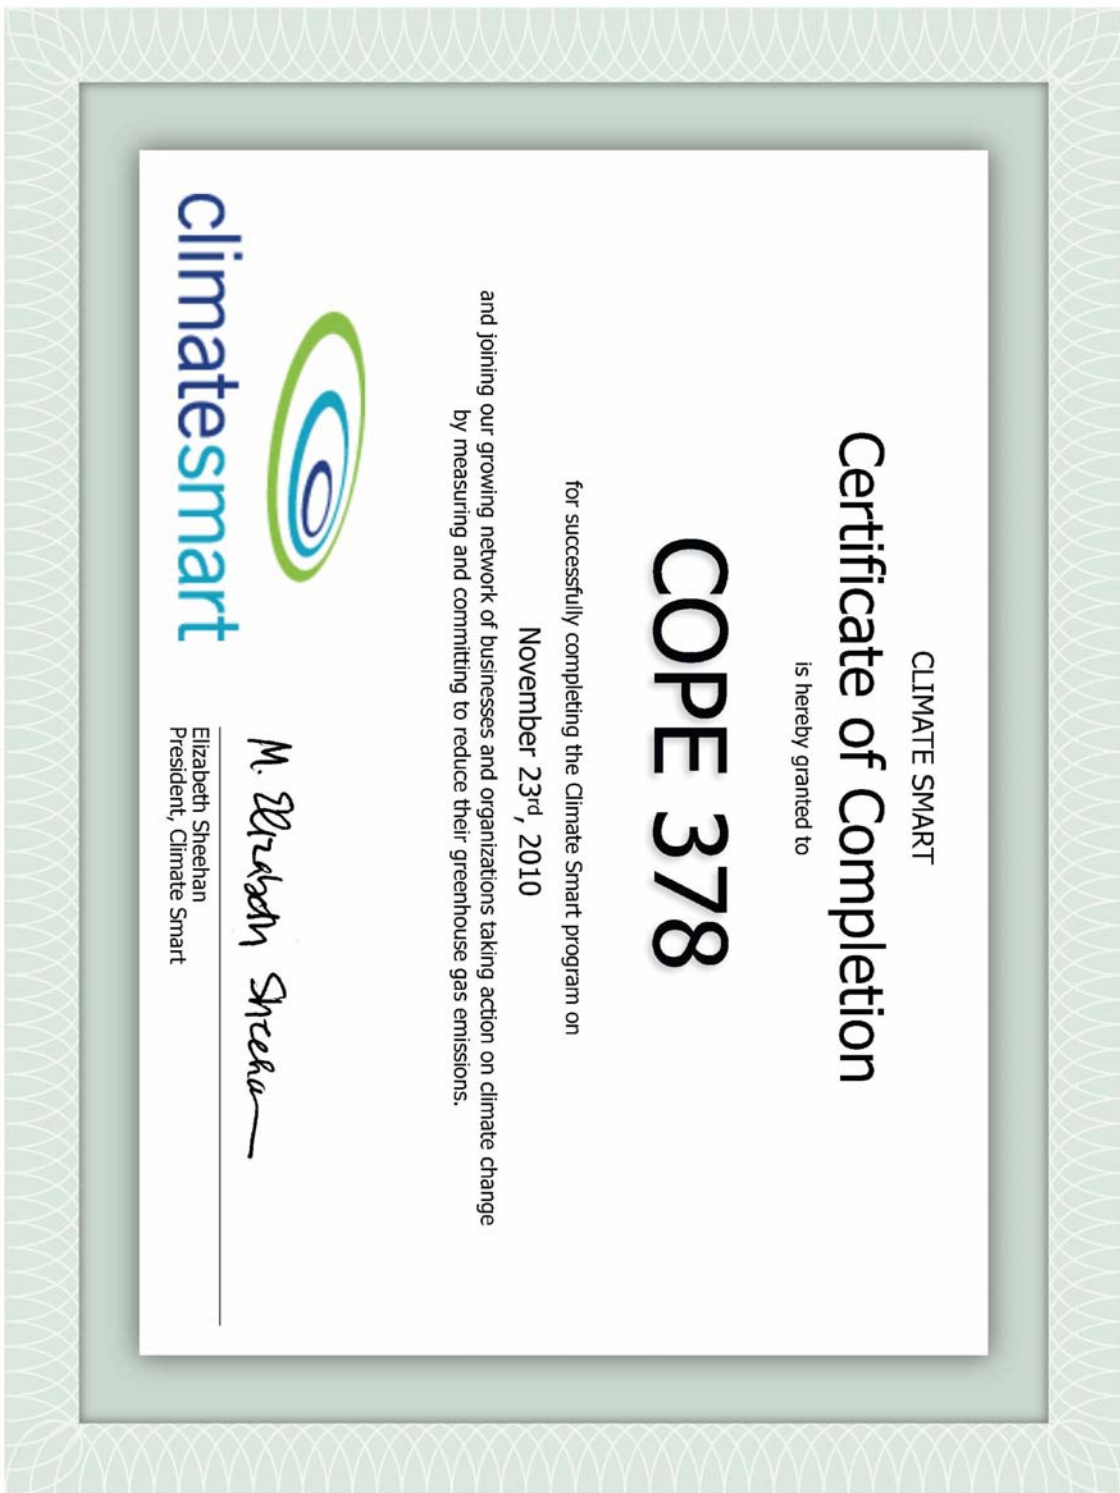 CLIMATE SMART
Certificate of Completion
is hereby granted to
COPE 378
for successfully completing the Climate Smart program on
November 23rd, 2010
and joining our growing network of businesses and organizations taking action on climate change
by measuring and committing to reduce their greenhouse gas emissions.
climatesmart
M. Elizabeth Sheehan
Elizabeth Sheehan
President, Climate Smart